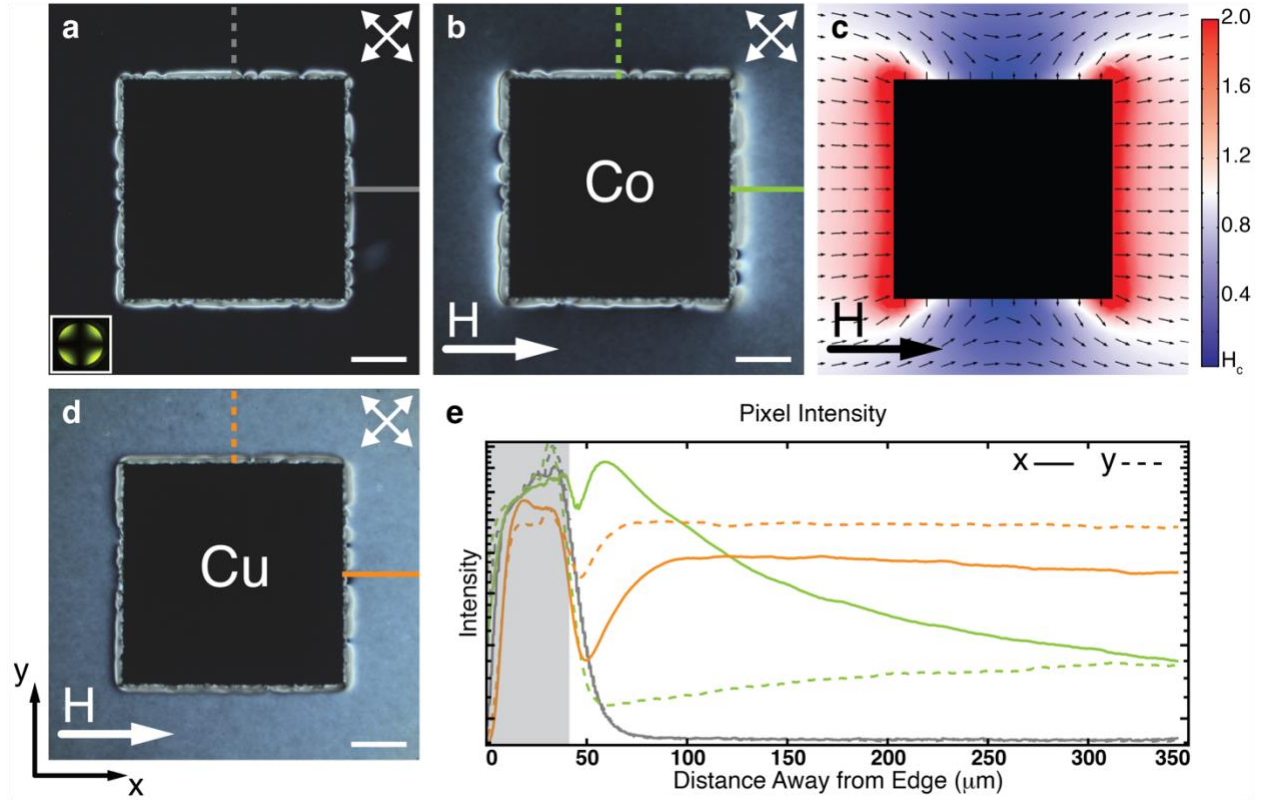 a
b
Co
H
c
H
2.0
1.6
1.2
0.8
0.4
Hc
d
Cu
H
y
x
e
Pixel Intensity
x
y
Intensity
0
50
100
150
200
250
300
350
Distance Away from Edge (μm)